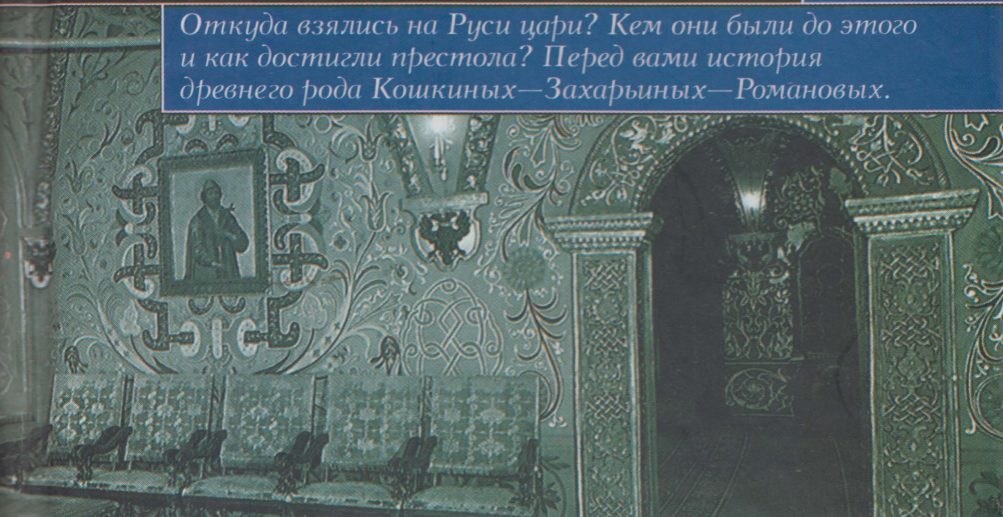 Откуда взялись на Руси цари? Кем они были до этого
и как достигли престола? Перед вами история
древнего рода Кошкиных—Захарьиных—Романовых.